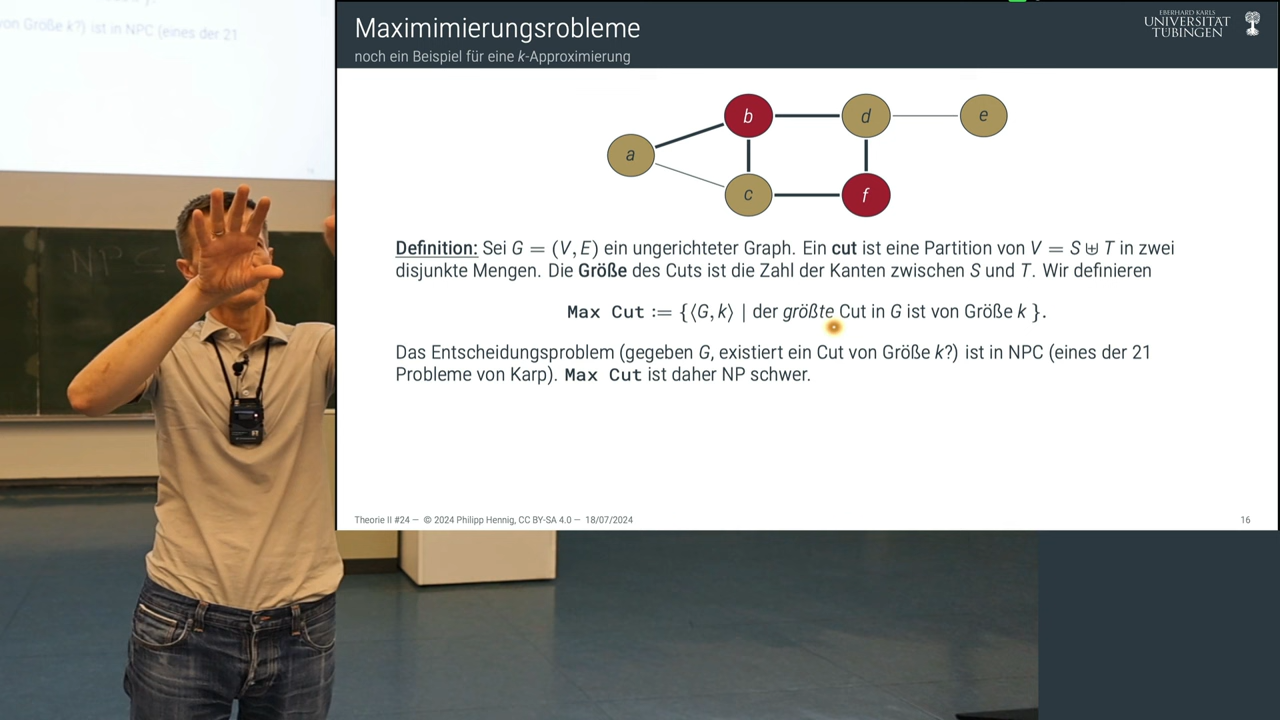 von Größe k?) ist in NPC (eines der 21
NP ≤
Maximimierungsrobleme
noch ein Beispiel für eine k-Approximierung
EBERHARD KARLS
UNIVERSITÄT
TÜBINGEN
b
d
e
a
c
f
Definition: Sei G = (V, E) ein ungerichteter Graph. Ein cut ist eine Partition von V = S ⊎ T in zwei
disjunkte Mengen. Die Größe des Cuts ist die Zahl der Kanten zwischen S und T. Wir definieren
Max Cut := {⟨G, k⟩ | der größte Cut in G ist von Größe k }.
Das Entscheidungsproblem (gegeben G, existiert ein Cut von Größe k?) ist in NPC (eines der 21
Probleme von Karp). Max Cut ist daher NP schwer.
Theorie II #24 — © 2024 Philipp Hennig, CC BY-SA 4.0 — 18/07/2024
16